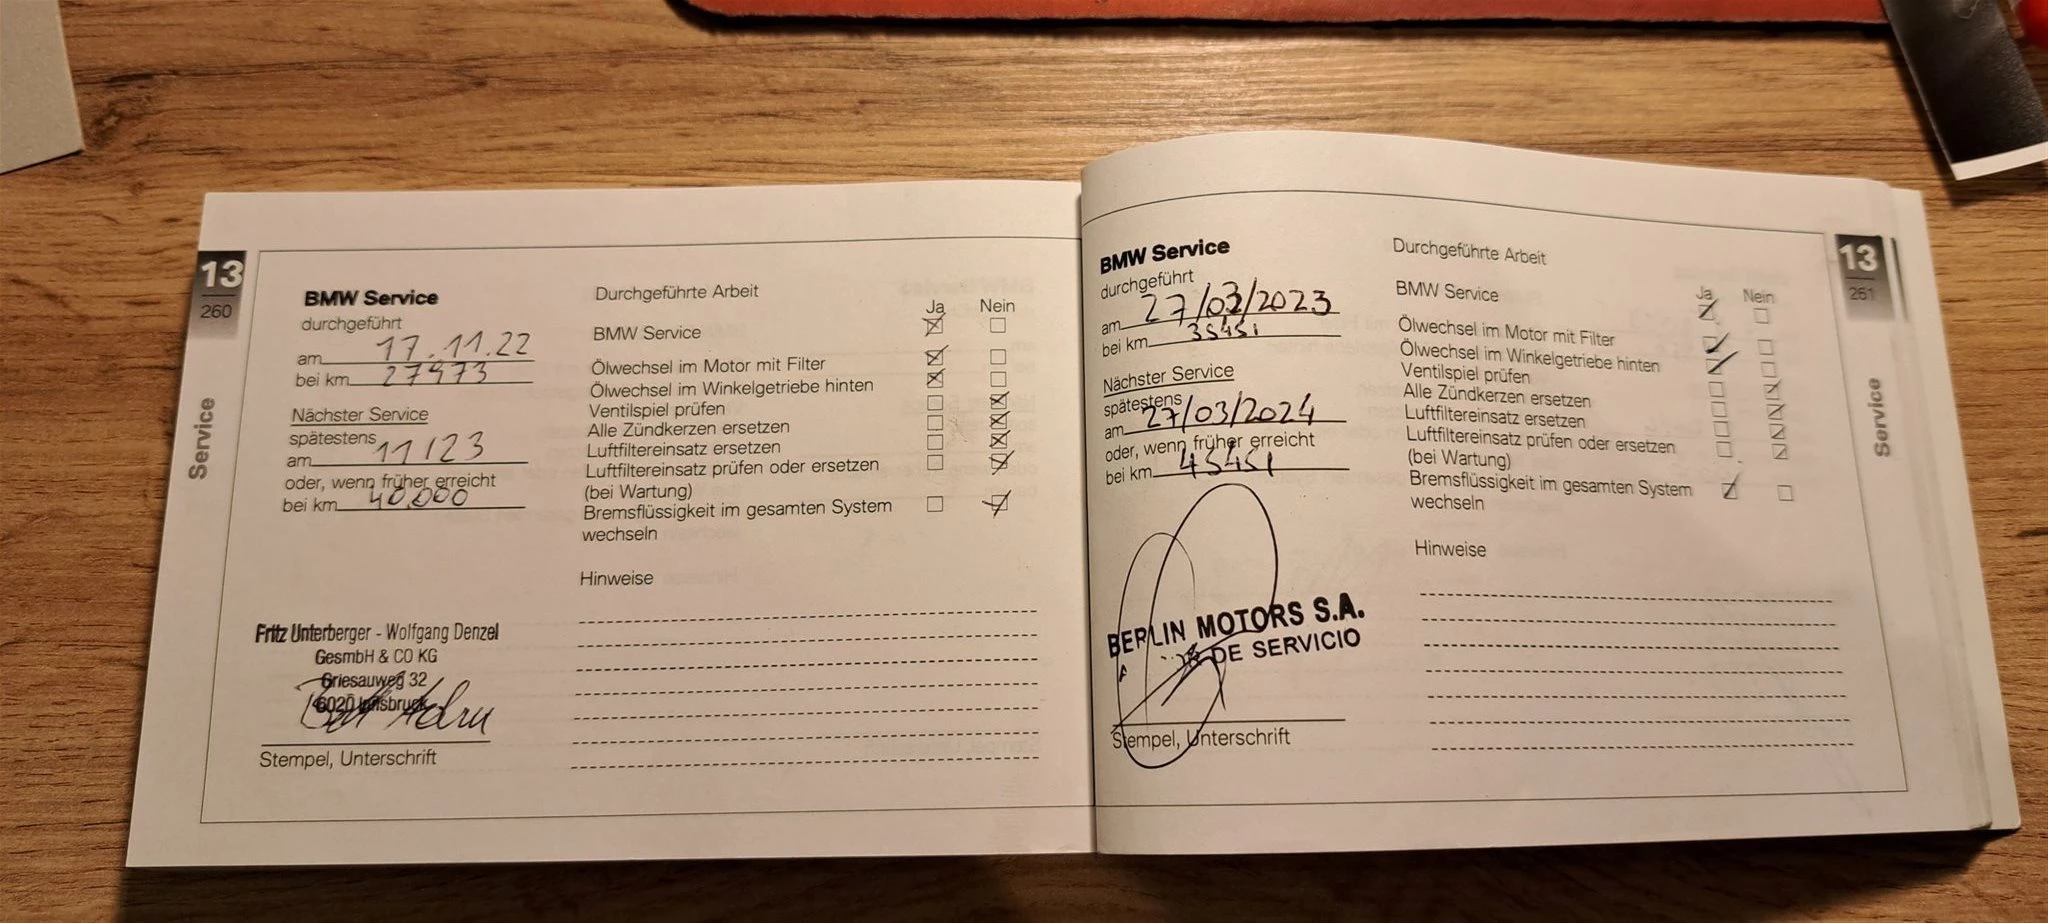 13
260
Service
BMW Service
durchgeführt
am 17.11.22
bei km 27973
Nächster Service
spätestens
am 11/23
oder, wenn früher erreicht
bei km 40.000
Fritz Unterberger - Wolfgang Denzel
GesmbH & CO KG
Griesauweg 32
6020 Innsbruck
Stempel, Unterschrift
Durchgeführte Arbeit
Ja Nein
BMW Service
Ölwechsel im Motor mit Filter
Ölwechsel im Winkelgetriebe hinten
Ventilspiel prüfen
Alle Zündkerzen ersetzen
Luftfiltereinsatz ersetzen
Luftfiltereinsatz prüfen oder ersetzen
(bei Wartung)
Bremsflüssigkeit im gesamten System
wechseln
Hinweise
BMW Service
durchgeführt
am 27/03/2023
bei km 35451
Nächster Service
spätestens
am 27/03/2024
oder, wenn früher erreicht
bei km 45451
BERLIN MOTORS S.A.
DE SERVICIO
Stempel, Unterschrift
Durchgeführte Arbeit
Ja Nein
BMW Service
Ölwechsel im Motor mit Filter
Ölwechsel im Winkelgetriebe hinten
Ventilspiel prüfen
Alle Zündkerzen ersetzen
Luftfiltereinsatz ersetzen
Luftfiltereinsatz prüfen oder ersetzen
(bei Wartung)
Bremsflüssigkeit im gesamten System
wechseln
Hinweise
13
261
Service